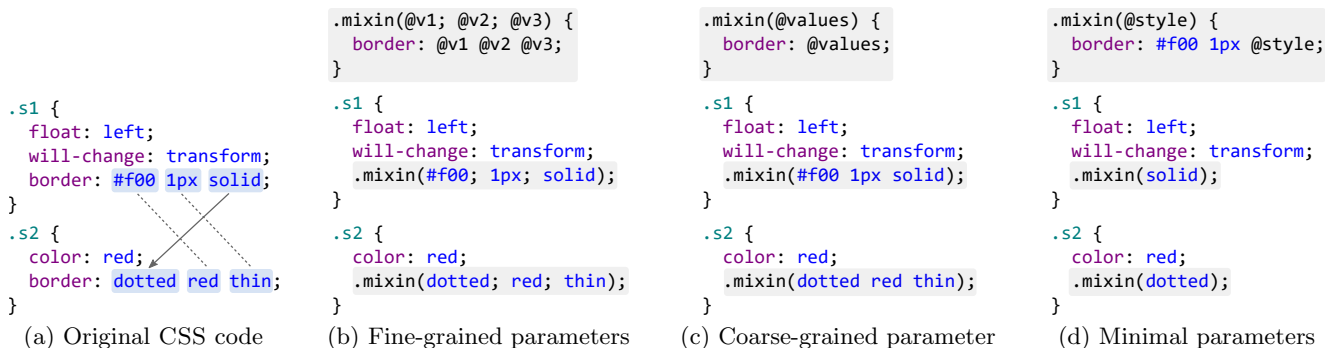 .s1 {
float: left;
will-change: transform;
border: #f00 1px solid;
}
.s2 {
color: red;
border: dotted red thin;
}
(a) Original CSS code
.mixin(@v1; @v2; @v3) {
border: @v1 @v2 @v3;
}
.s1 {
float: left;
will-change: transform;
.mixin(#f00; 1px; solid);
}
.s2 {
color: red;
.mixin(dotted; red; thin);
}
(b) Fine-grained parameters
.mixin(@values) {
border: @values;
}
.s1 {
float: left;
will-change: transform;
.mixin(#f00 1px solid);
}
.s2 {
color: red;
.mixin(dotted red thin);
}
(c) Coarse-grained parameter
.mixin(@style) {
border: #f00 1px @style;
}
.s1 {
float: left;
will-change: transform;
.mixin(solid);
}
.s2 {
color: red;
.mixin(dotted);
}
(d) Minimal parameters